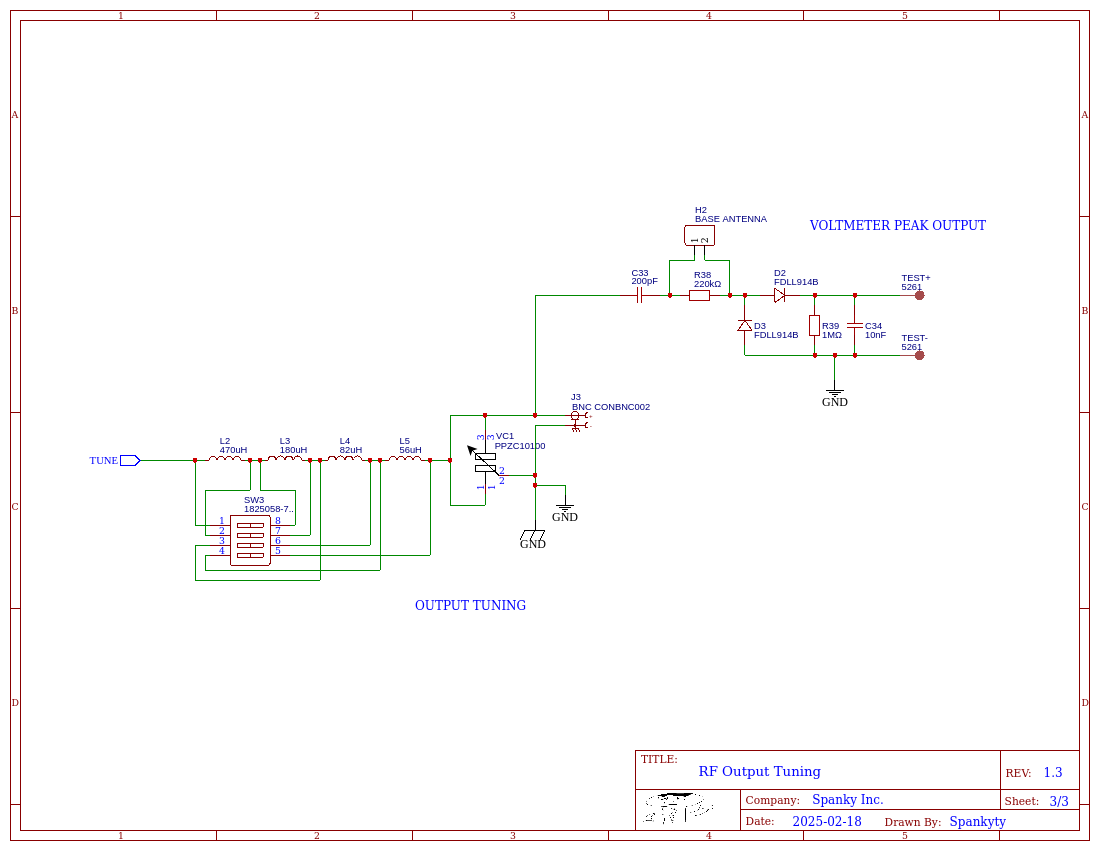 1 2 3 4 5
A A
H2
BASE ANTENNA
VOLTMETER PEAK OUTPUT
1 2
C33
200pF
R38
220kΩ
D2
FDLL914B
TEST+
5261
B B
D3
FDLL914B
R39
1MΩ
C34
10nF
TEST-
5261
GND
J3
BNC CONBNC002
+
-
VC1
PPZC10100
3 3
2
2
1 1
L2
470uH
L3
180uH
L4
82uH
L5
56uH
TUNE
SW3
1825058-7..
1 8
2 7
3 6
4 5
C C
GND
GND
OUTPUT TUNING
D D
TITLE:
RF Output Tuning
REV: 1.3
Company: Spanky Inc.
Sheet: 3/3
Date: 2025-02-18 Drawn By: Spankyty
1 2 3 4 5